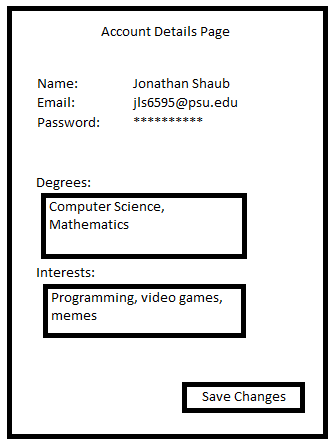 Account Details Page
Name: Jonathan Shaub
Email: jls6595@psu.edu
Password: **********
Degrees:
Computer Science,
Mathematics
Interests:
Programming, video games,
memes
Save Changes